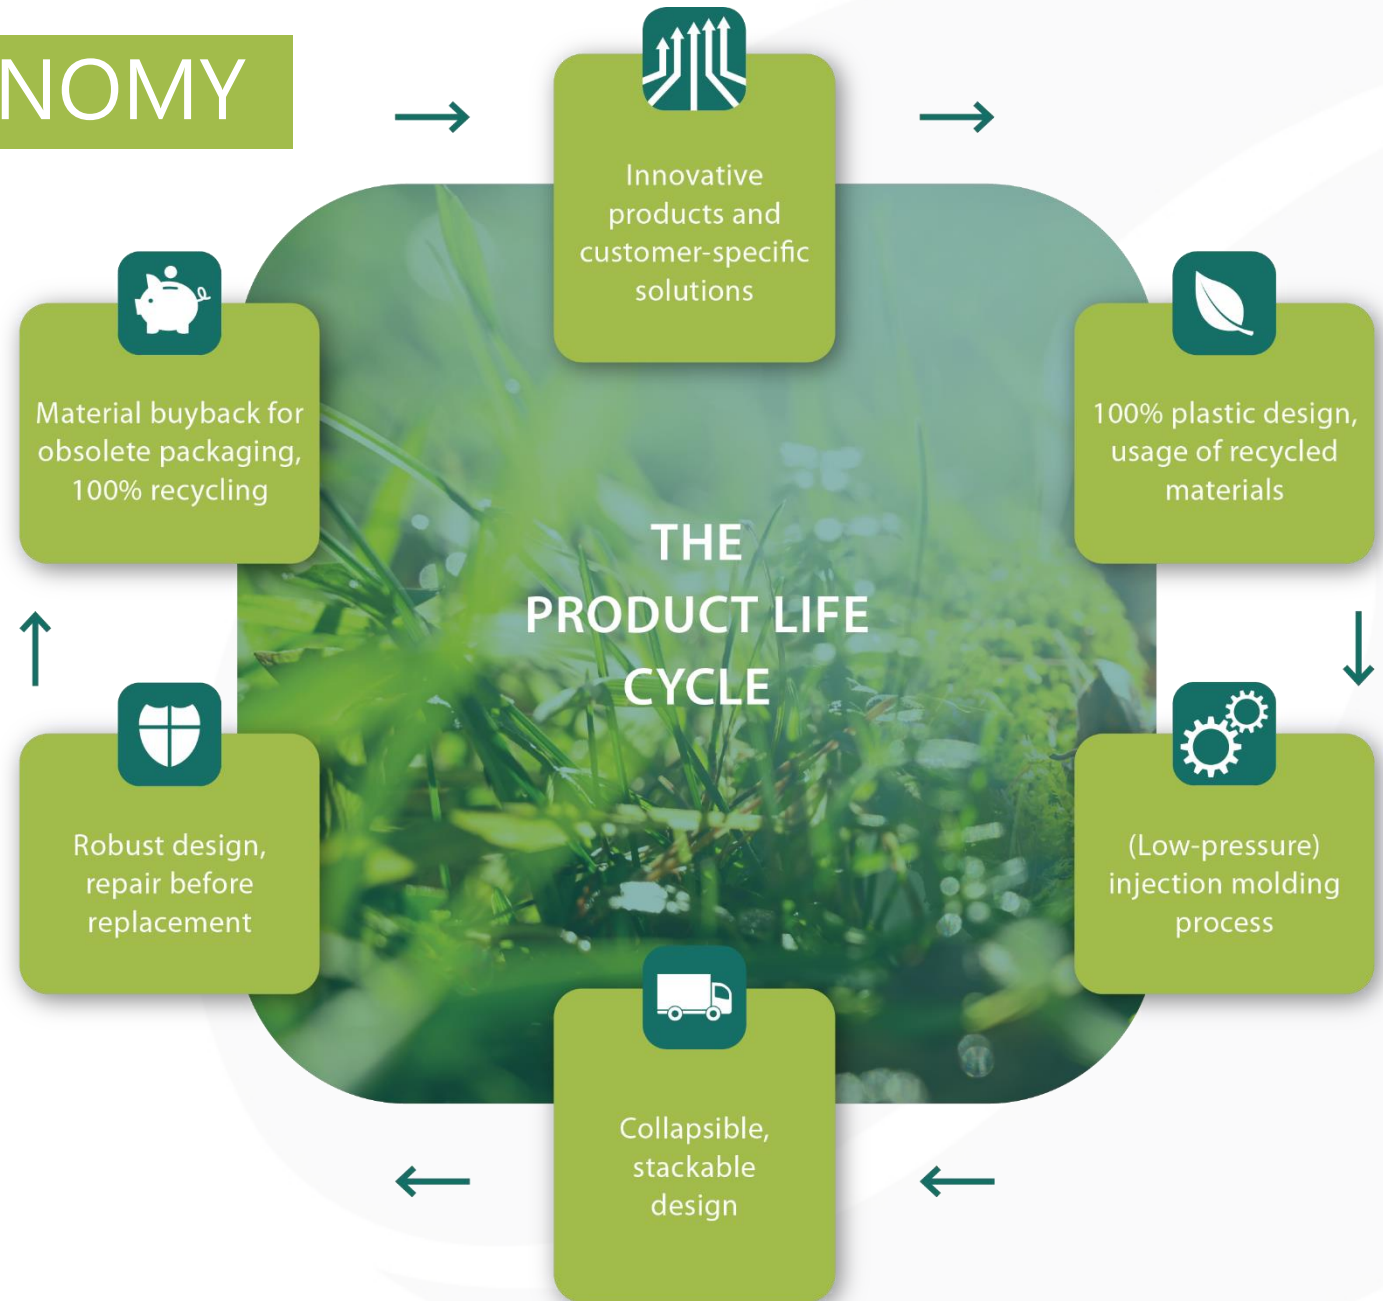 NOMY
Innovative
products and
customer-specific
solutions
Material buyback for
obsolete packaging,
100% recycling
100% plastic design,
usage of recycled
materials
THE
PRODUCT LIFE
CYCLE
Robust design,
repair before
replacement
(Low-pressure)
injection molding
process
Collapsible,
stackable
design